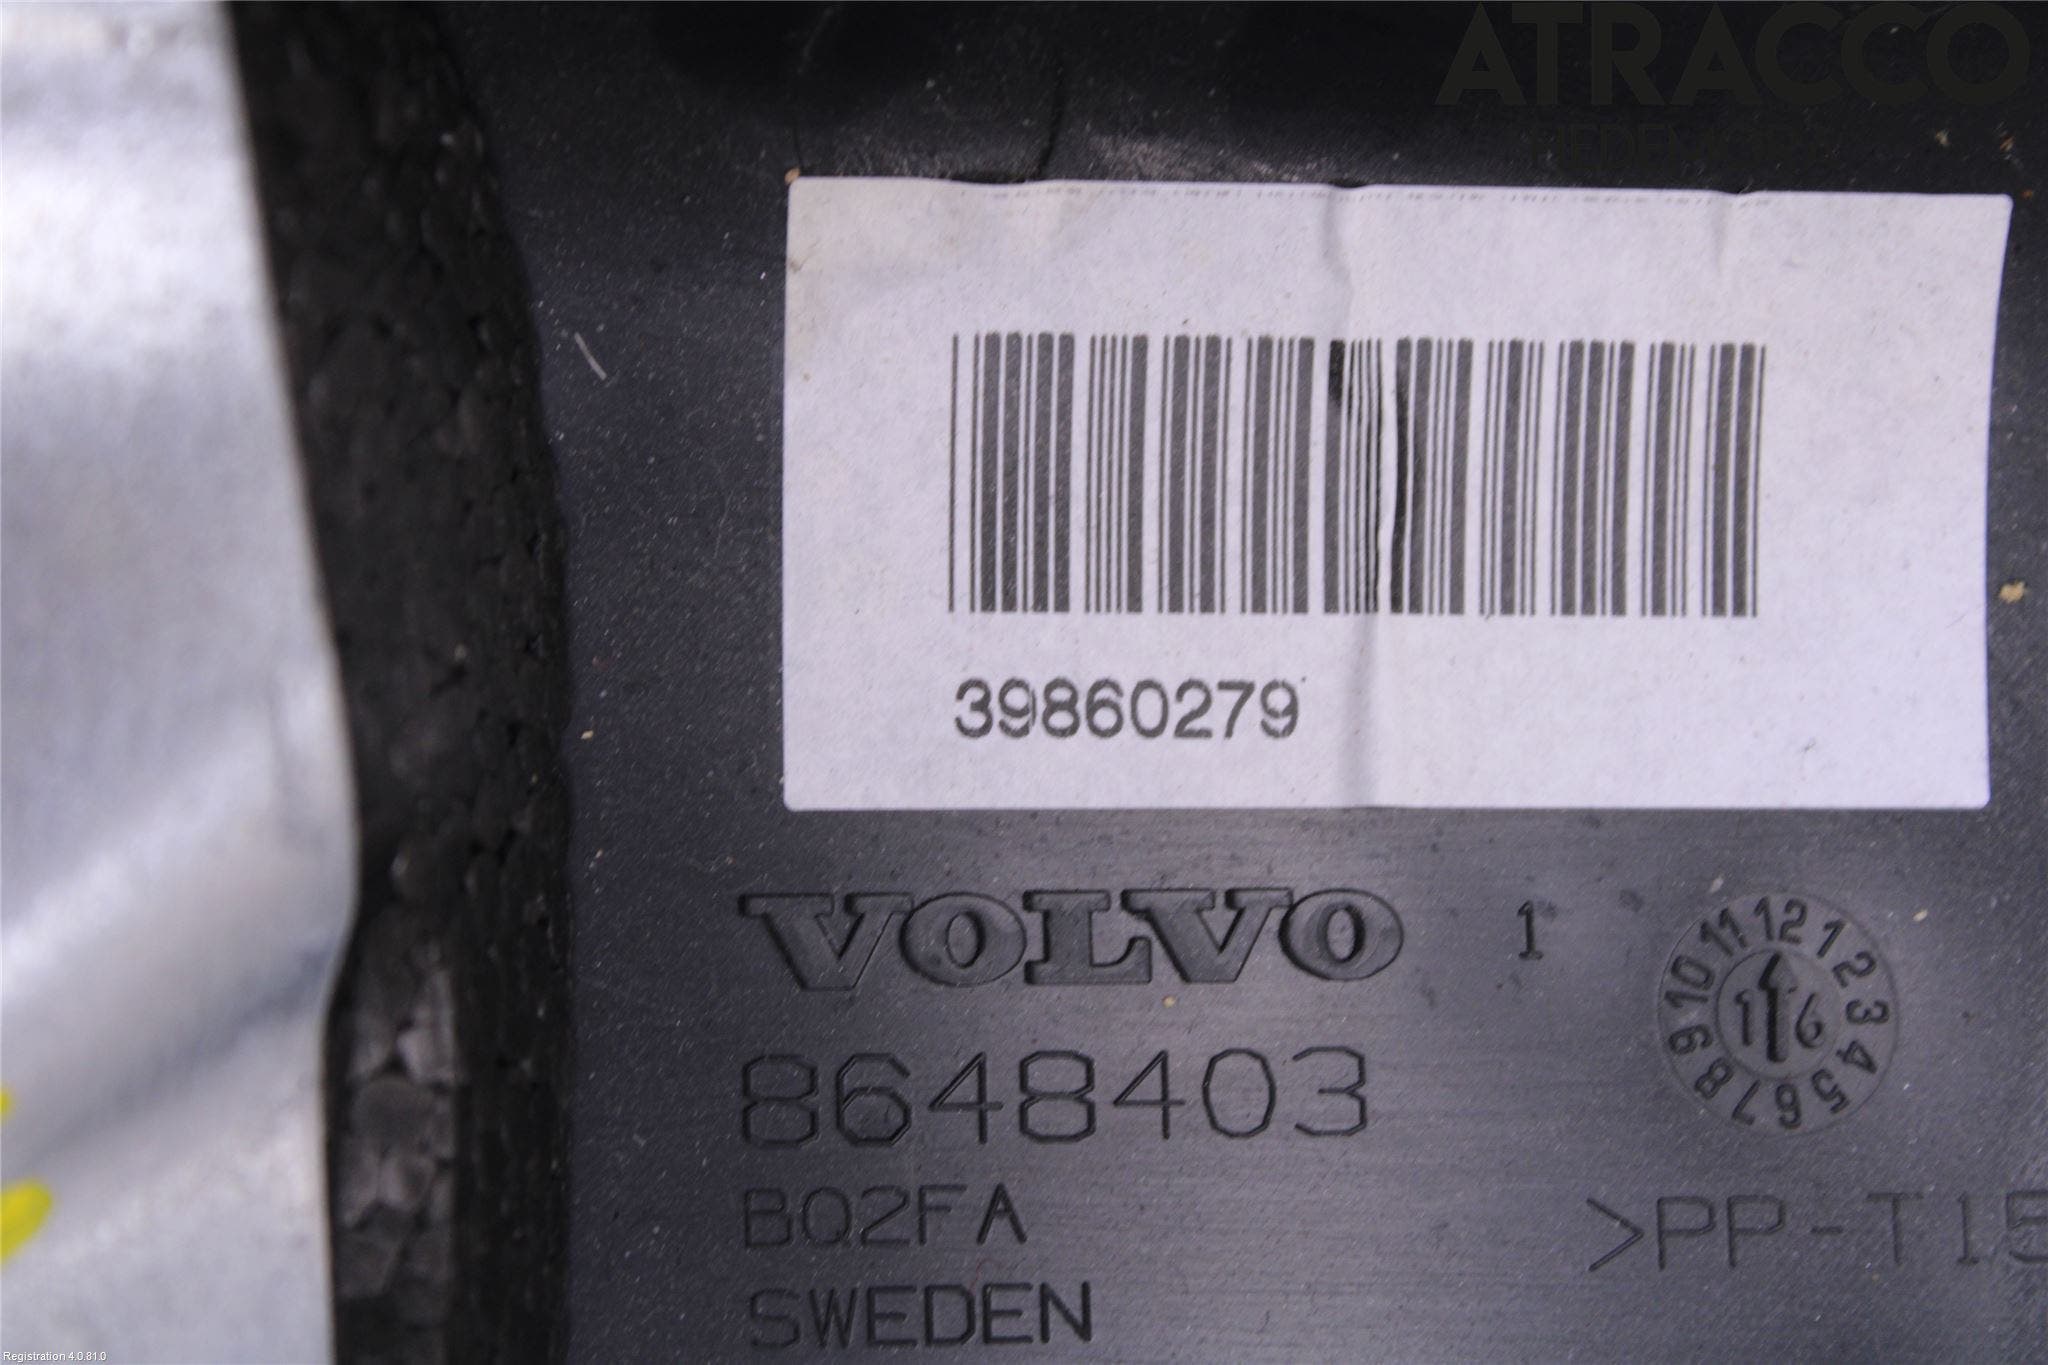 ATRACCO
39860279
VOLVO 1
12 1 2 3 4 5 6 7 8 9 10 11
1 6
8648403
BQ2FA
>PP-T15
SWEDEN
Registration 4.0.81.0